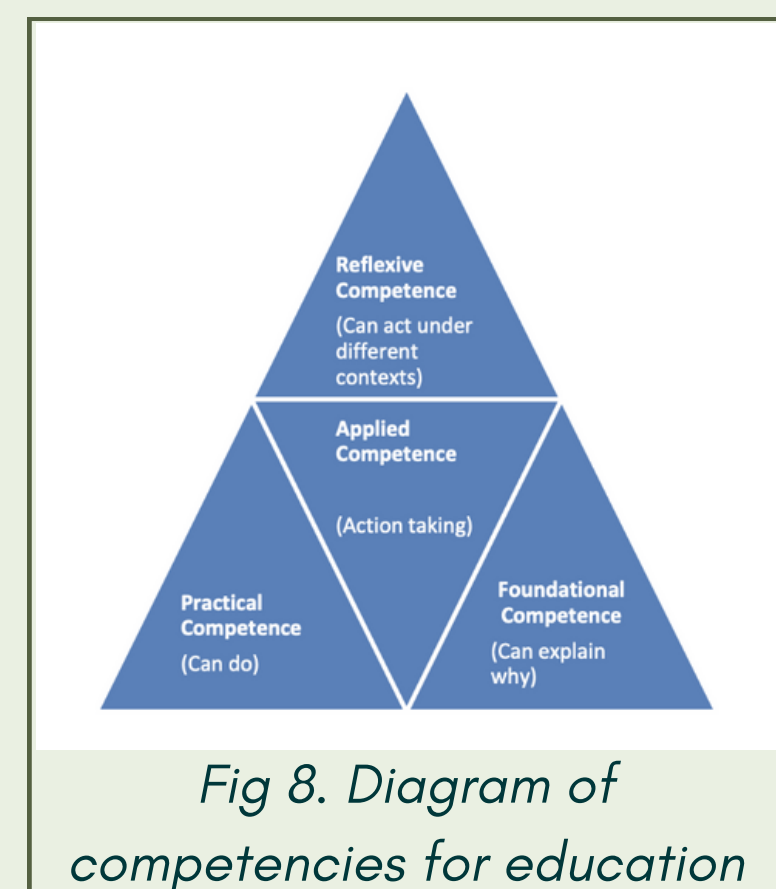 Reflexive
Competence
(Can act under
different
contexts)
Applied
Competence
(Action taking)
Practical
Competence
(Can do)
Foundational
Competence
(Can explain
why)
Fig 8. Diagram of
competencies for education